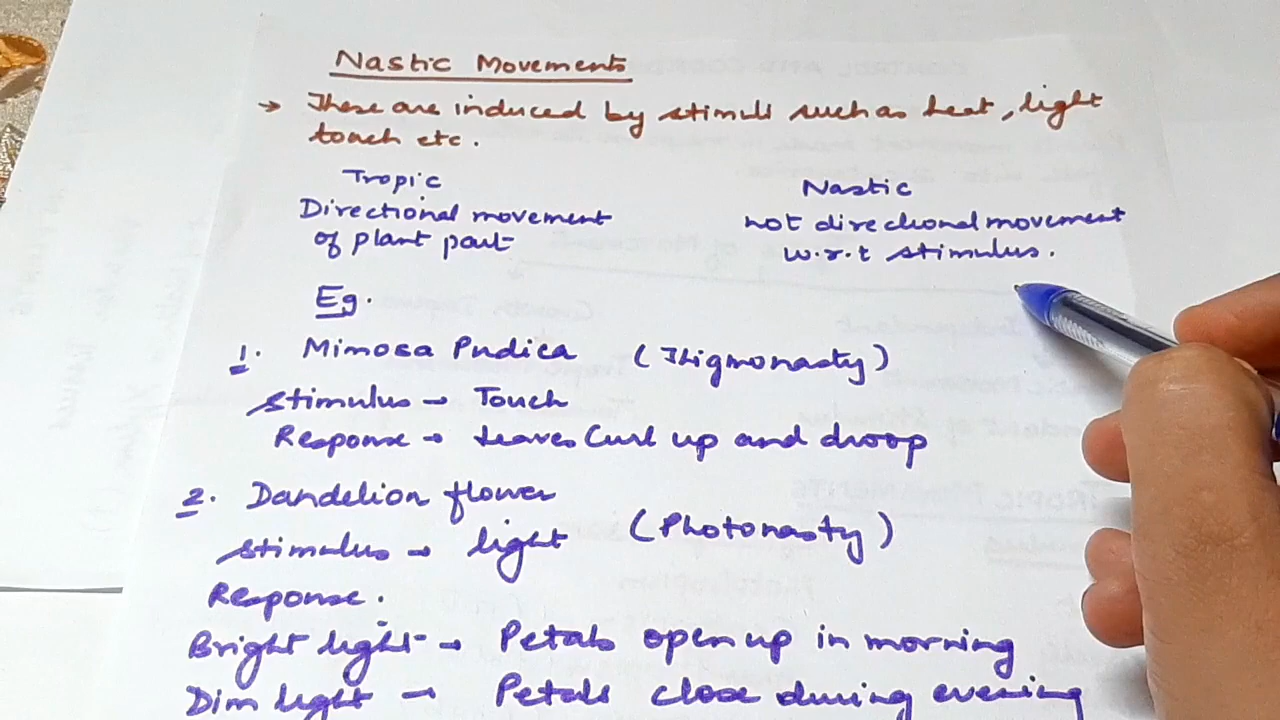 Nastic Movements
→ These are induced by stimuli such as heat, light
touch etc.
Tropic
Directional movement
of plant part
Nastic
not directional movement
w.r.t stimulus.
Eg.
1. Mimosa Pudica (Thigmonasty)
stimulus → Touch
Response → Leaves Curl up and droop
2. Dandelion flower
stimulus → light (Photonasty)
Response.
Bright light → Petals open up in morning
Dim light → Petals close during evening